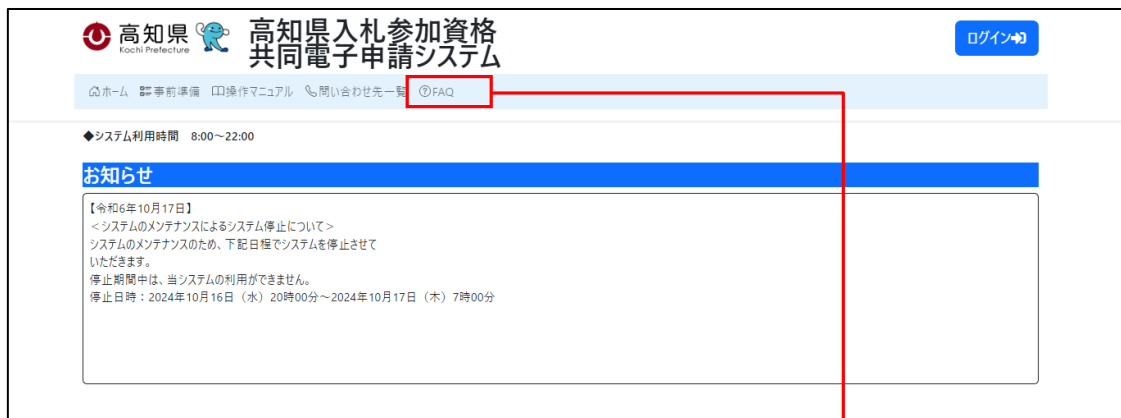 高知県
Kochi Prefecture
高知県入札参加資格
共同電子申請システム
ログイン
ホーム 事前準備 操作マニュアル 問い合わせ先一覧 FAQ
◆システム利用時間 8:00～22:00
お知らせ
【令和6年10月17日】
＜システムのメンテナンスによるシステム停止について＞
システムのメンテナンスのため、下記日程でシステムを停止させて
いただきます。
停止期間中は、当システムの利用ができません。
停止日時：2024年10月16日（水）20時00分～2024年10月17日（木）7時00分